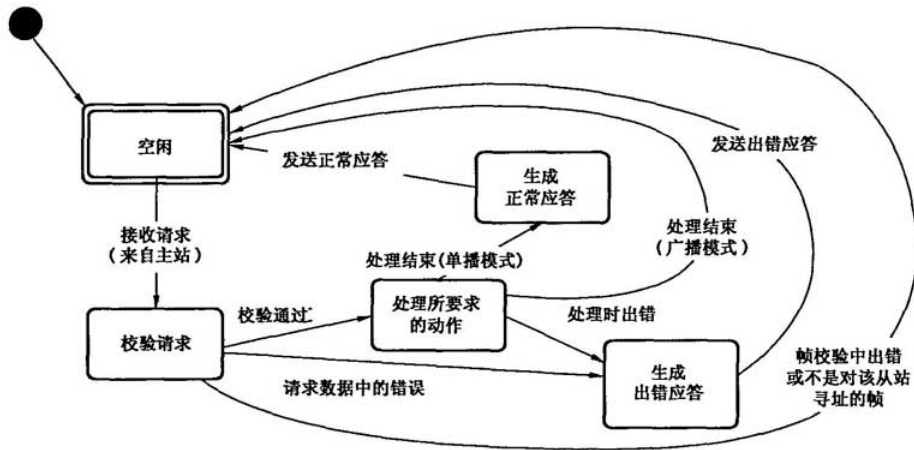 空闲
发送正常应答
生成
正常应答
发送出错应答
接收请求
(来自主站)
处理结束(单播模式)
处理结束
(广播模式)
校验请求
校验通过
处理所要求
的动作
处理时出错
请求数据中的错误
生成
出错应答
帧校验中出错
或不是对该从站
寻址的帧